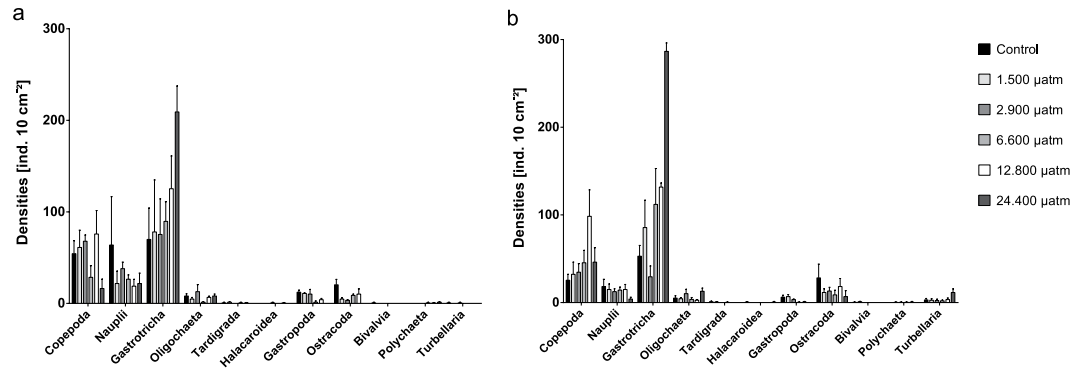 a
Densities [ind. 10 cm⁻²]
300
200
100
0
Copepoda
Nauplii
Gastrotricha
Oligochaeta
Tardigrada
Halacaroidea
Gastropoda
Ostracoda
Bivalvia
Polychaeta
Turbellaria
b
Densities [ind. 10 cm⁻²]
300
200
100
0
Copepoda
Nauplii
Gastrotricha
Oligochaeta
Tardigrada
Halacaroidea
Gastropoda
Ostracoda
Bivalvia
Polychaeta
Turbellaria
Control
1.500 µatm
2.900 µatm
6.600 µatm
12.800 µatm
24.400 µatm